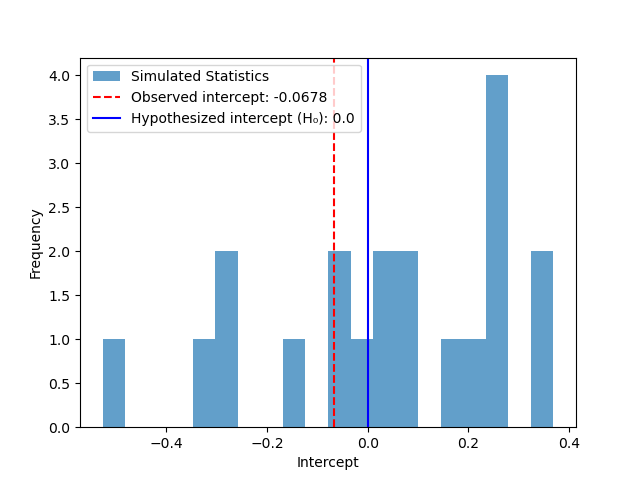 Simulated Statistics
Observed intercept: -0.0678
Hypothesized intercept (H₀): 0.0
4.0
3.5
3.0
2.5
2.0
1.5
1.0
0.5
0.0
Frequency
−0.4
−0.2
0.0
0.2
0.4
Intercept